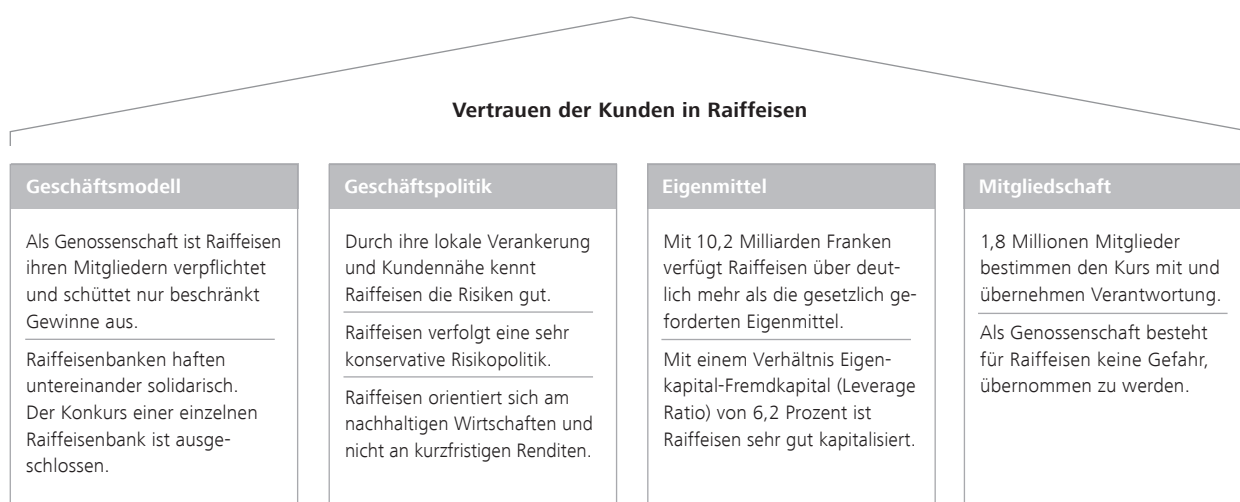 Vertrauen der Kunden in Raiffeisen
Geschäftsmodell
Als Genossenschaft ist Raiffeisen
ihren Mitgliedern verpflichtet
und schüttet nur beschränkt
Gewinne aus.
Raiffeisenbanken haften
untereinander solidarisch.
Der Konkurs einer einzelnen
Raiffeisenbank ist ausge-
schlossen.
Geschäftspolitik
Durch ihre lokale Verankerung
und Kundennähe kennt
Raiffeisen die Risiken gut.
Raiffeisen verfolgt eine sehr
konservative Risikopolitik.
Raiffeisen orientiert sich am
nachhaltigen Wirtschaften und
nicht an kurzfristigen Renditen.
Eigenmittel
Mit 10,2 Milliarden Franken
verfügt Raiffeisen über deut-
lich mehr als die gesetzlich ge-
forderten Eigenmittel.
Mit einem Verhältnis Eigen-
kapital-Fremdkapital (Leverage
Ratio) von 6,2 Prozent ist
Raiffeisen sehr gut kapitalisiert.
Mitgliedschaft
1,8 Millionen Mitglieder
bestimmen den Kurs mit und
übernehmen Verantwortung.
Als Genossenschaft besteht
für Raiffeisen keine Gefahr,
übernommen zu werden.